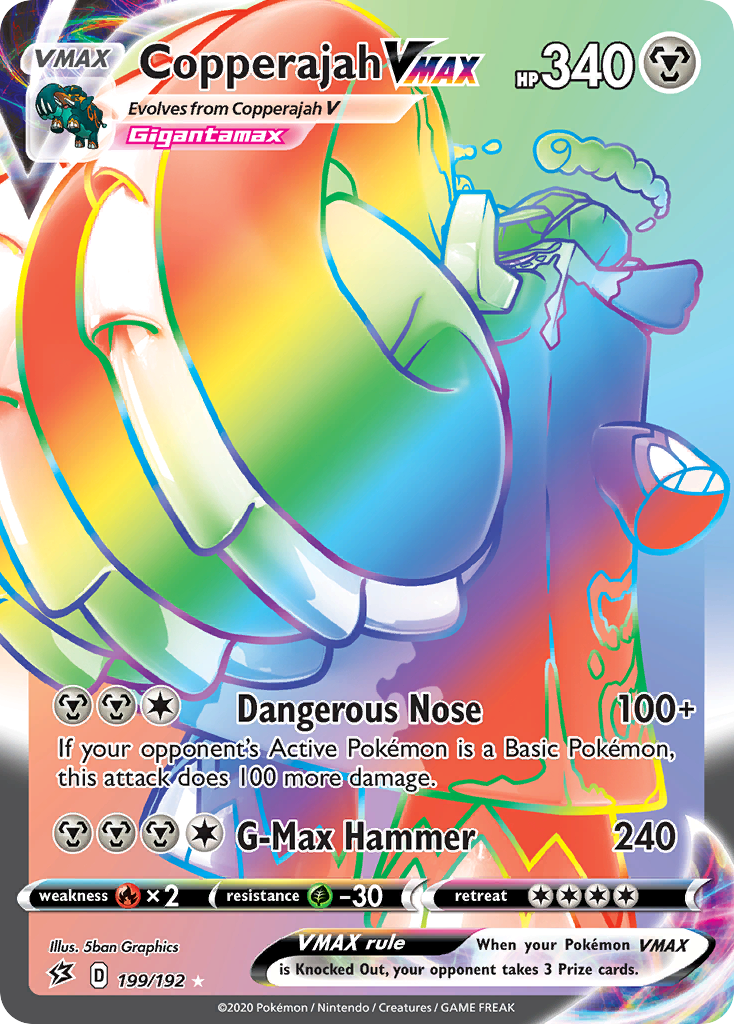 VMAX
Copperajah VMAX
HP 340
Evolves from Copperajah V
Gigantamax
Dangerous Nose 100+
If your opponent's Active Pokémon is a Basic Pokémon,
this attack does 100 more damage.
G-Max Hammer 240
weakness ×2 resistance -30 retreat
Illus. 5ban Graphics
VMAX rule When your Pokémon VMAX
is Knocked Out, your opponent takes 3 Prize cards.
D 199/192
©2020 Pokémon / Nintendo / Creatures / GAME FREAK